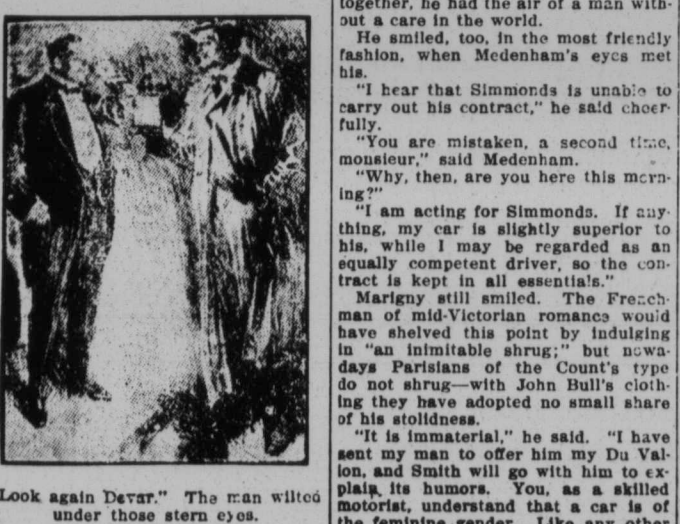 Look again Devar." The man wilted
under those stern eyes.
together, he had the air of a man with-
out a care in the world.
He smiled, too, in the most friendly
fashion, when Medenham's eyes met
his.
"I hear that Simmonds is unable to
carry out his contract," he said cheer-
fully.
"You are mistaken, a second time,
monsieur," said Medenham.
"Why, then, are you here this morn-
ing?"
"I am acting for Simmonds. If any-
thing, my car is slightly superior to
his, while I may be regarded as an
equally competent driver, so the con-
tract is kept in all essentials."
Marigny still smiled. The French-
man of mid-Victorian romance would
have shelved this point by indulging
in "an inimitable shrug;" but nowa-
days Parisians of the Count's type
do not shrug—with John Bull's cloth-
ing they have adopted no small share
of his stolidness.
"It is immaterial," he said. "I have
sent my man to offer him my Du Val-
lon, and Smith will go with him to ex-
plain its humors. You, as a skilled
motorist, understand that a car is of
the feminine gender. Like any other